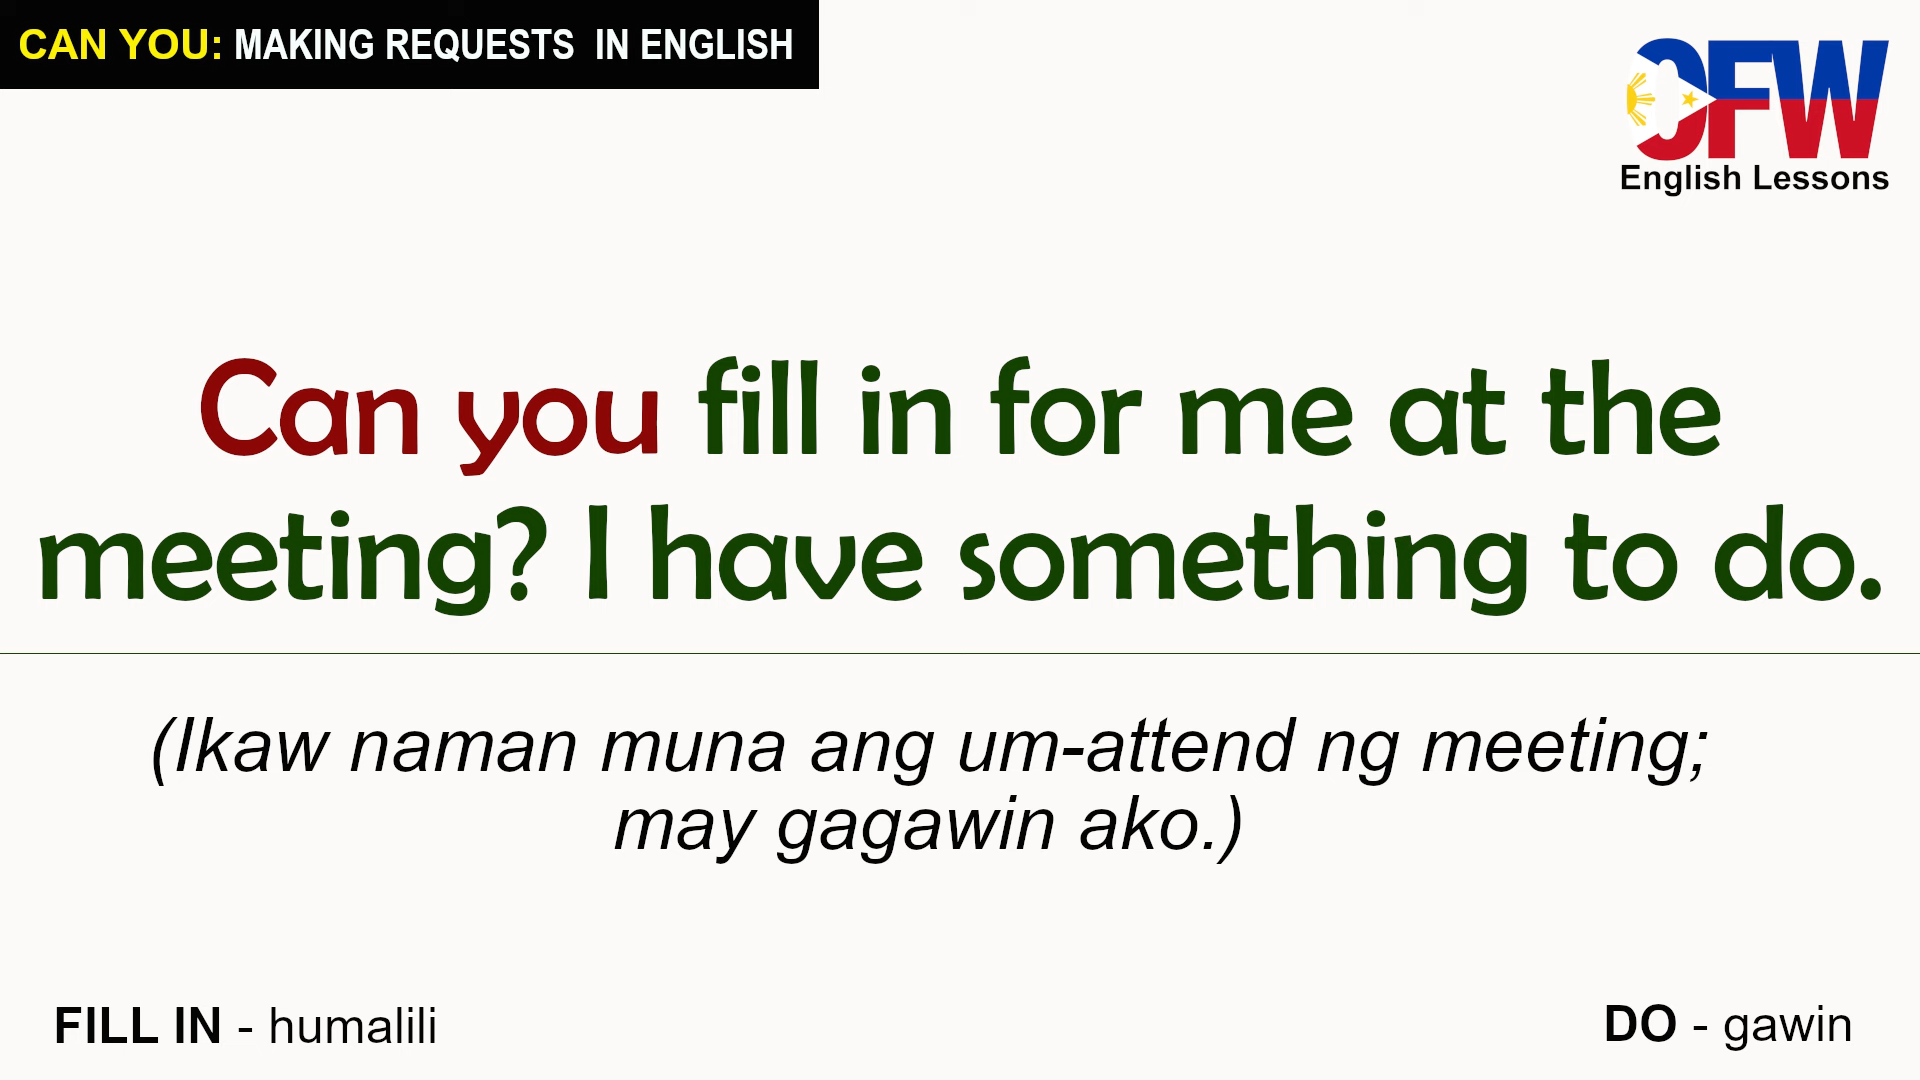 CAN YOU: MAKING REQUESTS IN ENGLISH
OFW
English Lessons
Can you fill in for me at the
meeting? I have something to do.
(Ikaw naman muna ang um-attend ng meeting;
may gagawin ako.)
FILL IN - humalili
DO - gawin